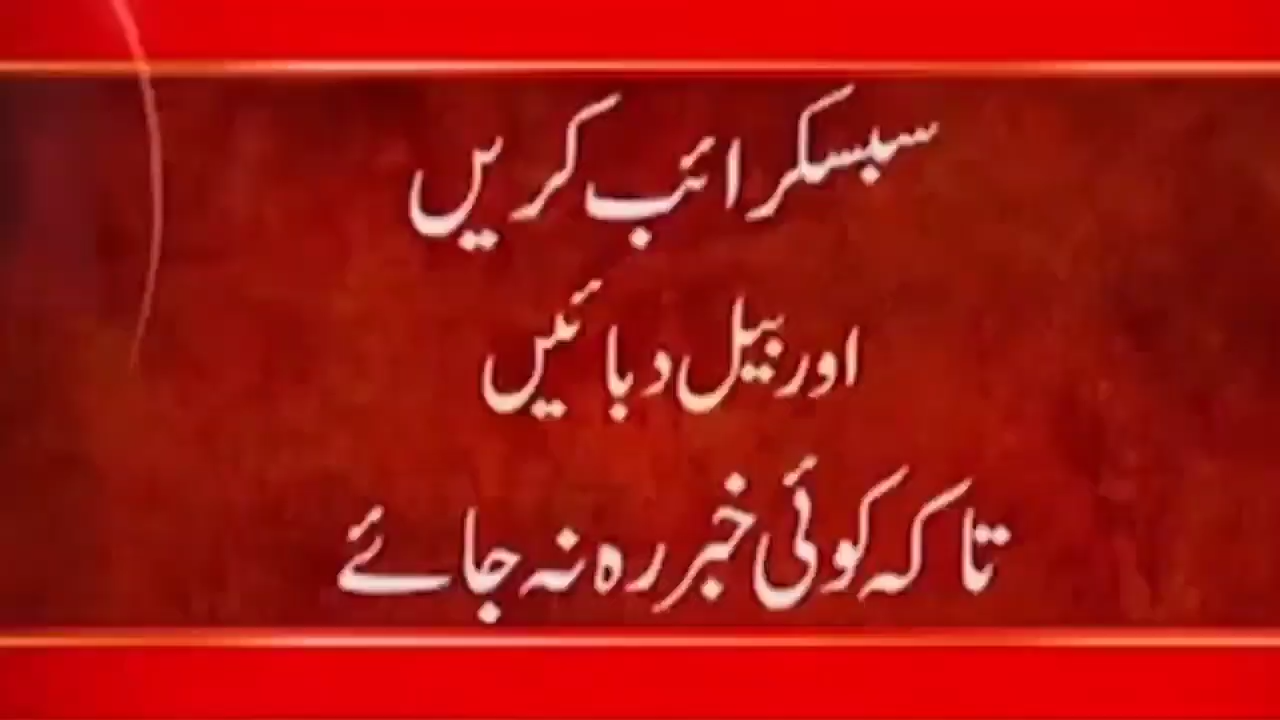 سبسکرائب کریں
اور بیل دبائیں
تاکہ کوئی خبر رہ نہ جائے